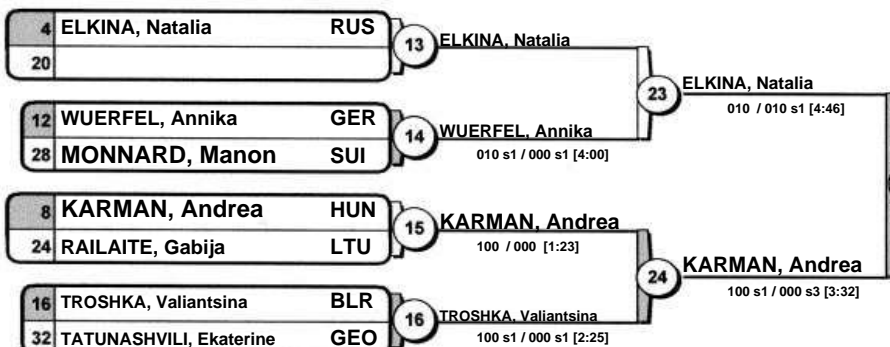 4 ELKINA, Natalia RUS
20
13
ELKINA, Natalia
12 WUERFEL, Annika GER
28 MONNARD, Manon SUI
14
WUERFEL, Annika
010 s1 / 000 s1 [4:00]
23
ELKINA, Natalia
010 / 010 s1 [4:46]
8 KARMAN, Andrea HUN
24 RAILAITE, Gabija LTU
15
KARMAN, Andrea
100 / 000 [1:23]
16 TROSHKA, Valiantsina BLR
32 TATUNASHVILI, Ekaterine GEO
16
TROSHKA, Valiantsina
100 s1 / 000 s1 [2:25]
24
KARMAN, Andrea
100 s1 / 000 s3 [3:32]